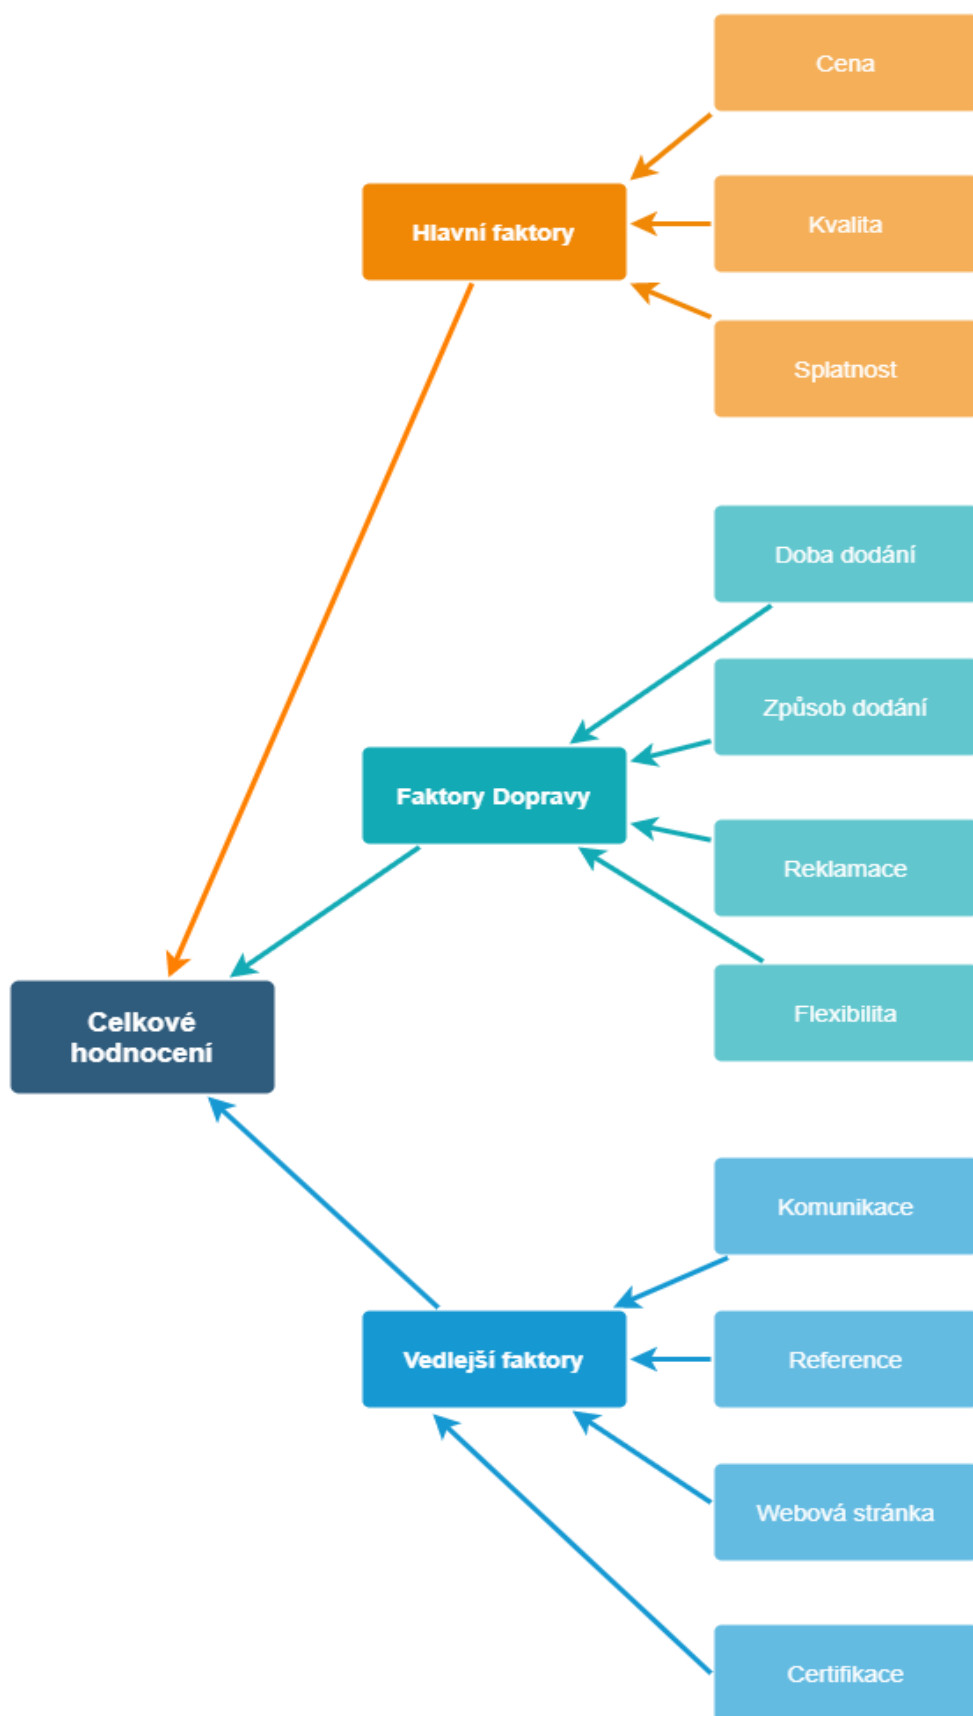 Cena
Hlavní faktory
Kvalita
Splatnost
Doba dodání
Způsob dodání
Faktory Dopravy
Reklamace
Flexibilita
Celkové
hodnocení
Komunikace
Vedlejší faktory
Reference
Webová stránka
Certifikace